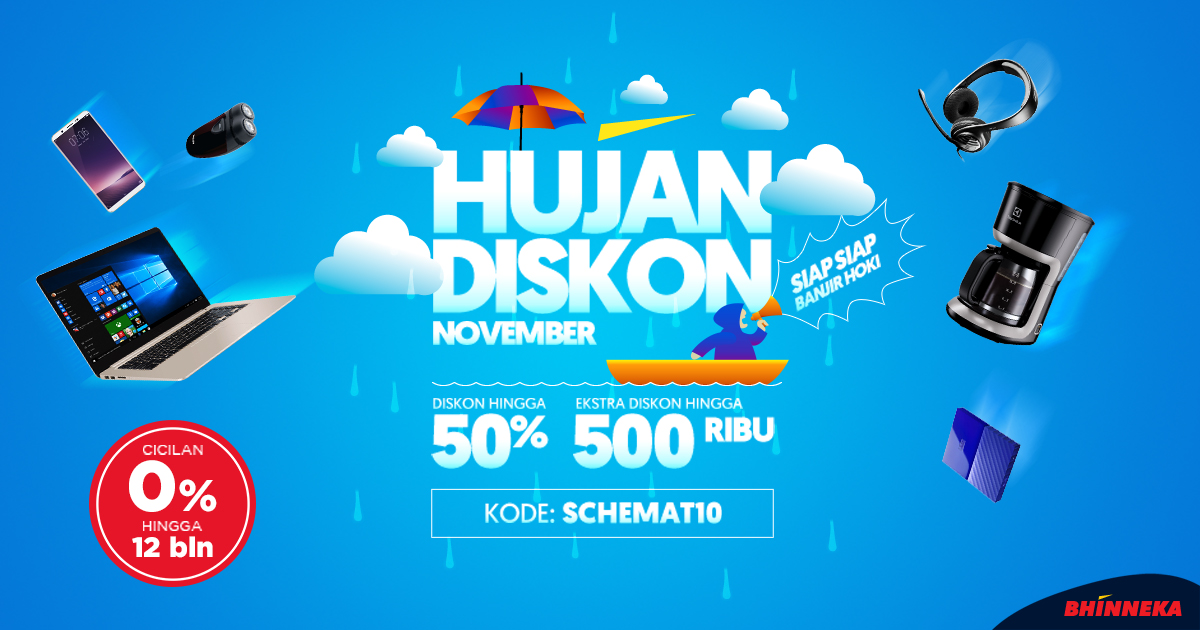 HUJAN
DISKON
NOVEMBER
SIAP SIAP
BANJIR HOKI
DISKON HINGGA
50%
EKSTRA DISKON HINGGA
500 RIBU
KODE: SCHEMAT10
CICILAN
0%
HINGGA
12 bln
BHINNEKA